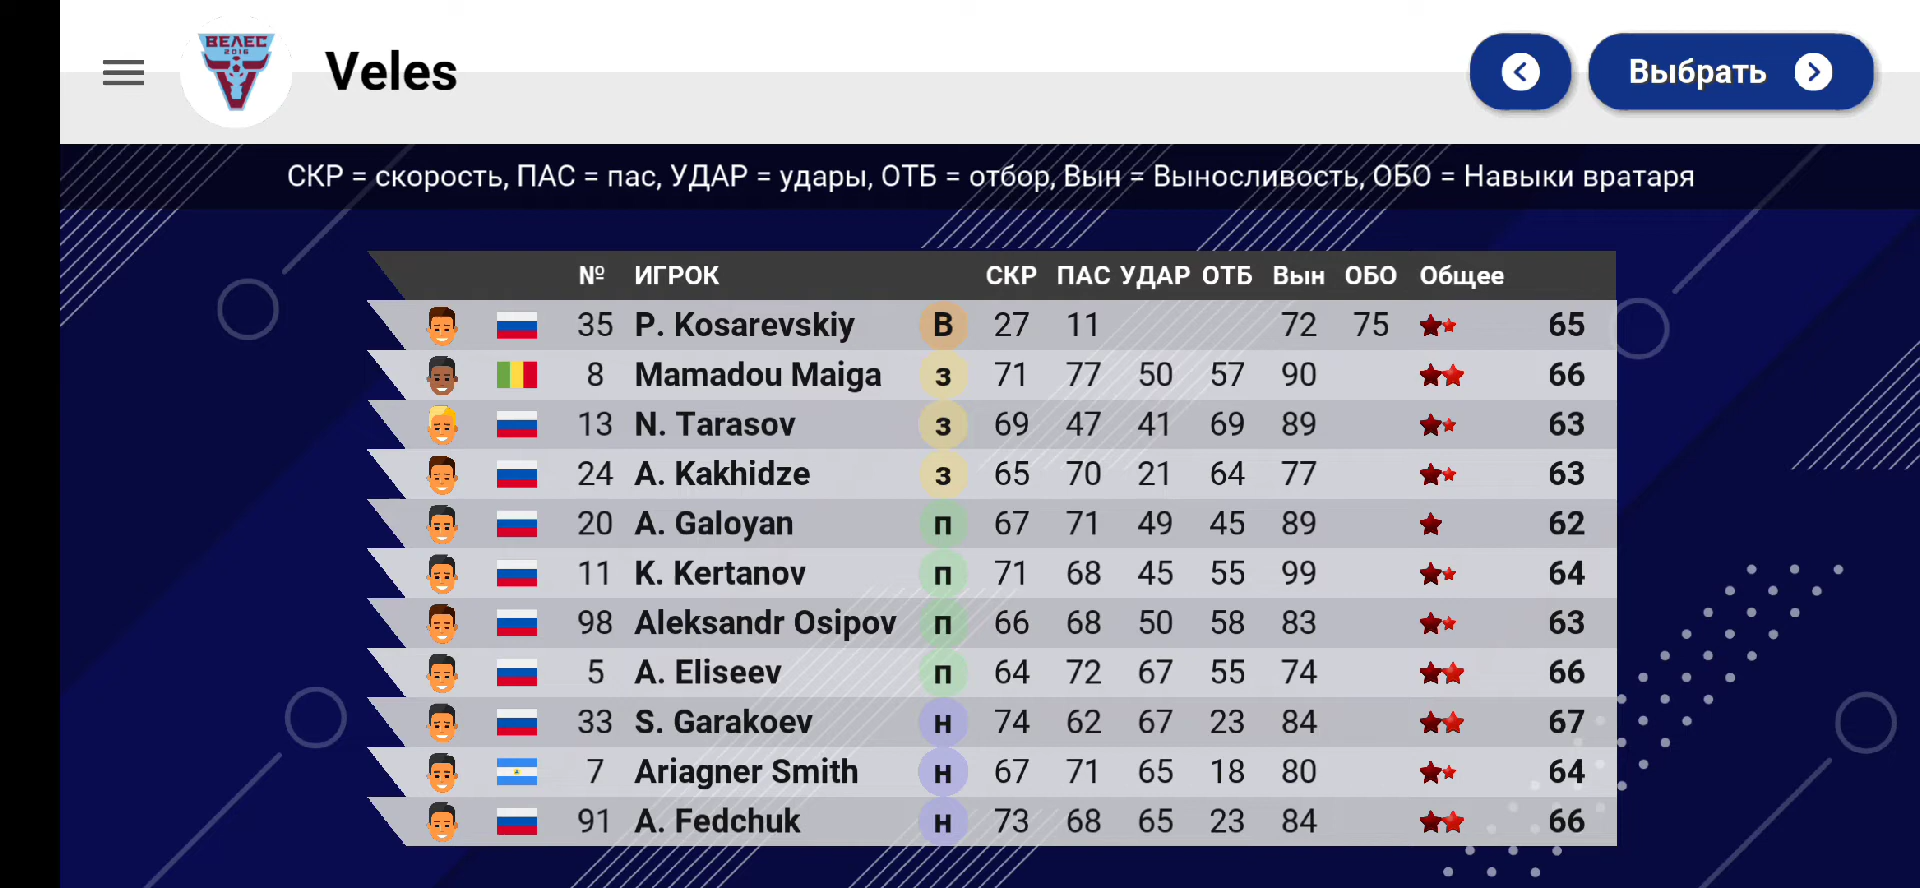 ВЕЛЕС
2016
Veles
Выбрать
СКР = скорость, ПАС = пас, УДАР = удары, ОТБ = отбор, Вын = Выносливость, ОБО = Навыки вратаря
№ ИГРОК СКР ПАС УДАР ОТБ Вын ОБО Общее
35 P. Kosarevskiy В 27 11 72 75 65
8 Mamadou Maiga з 71 77 50 57 90 66
13 N. Tarasov з 69 47 41 69 89 63
24 A. Kakhidze з 65 70 21 64 77 63
20 A. Galoyan п 67 71 49 45 89 62
11 K. Kertanov п 71 68 45 55 99 64
98 Aleksandr Osipov п 66 68 50 58 83 63
5 A. Eliseev п 64 72 67 55 74 66
33 S. Garakoev н 74 62 67 23 84 67
7 Ariagner Smith н 67 71 65 18 80 64
91 A. Fedchuk н 73 68 65 23 84 66